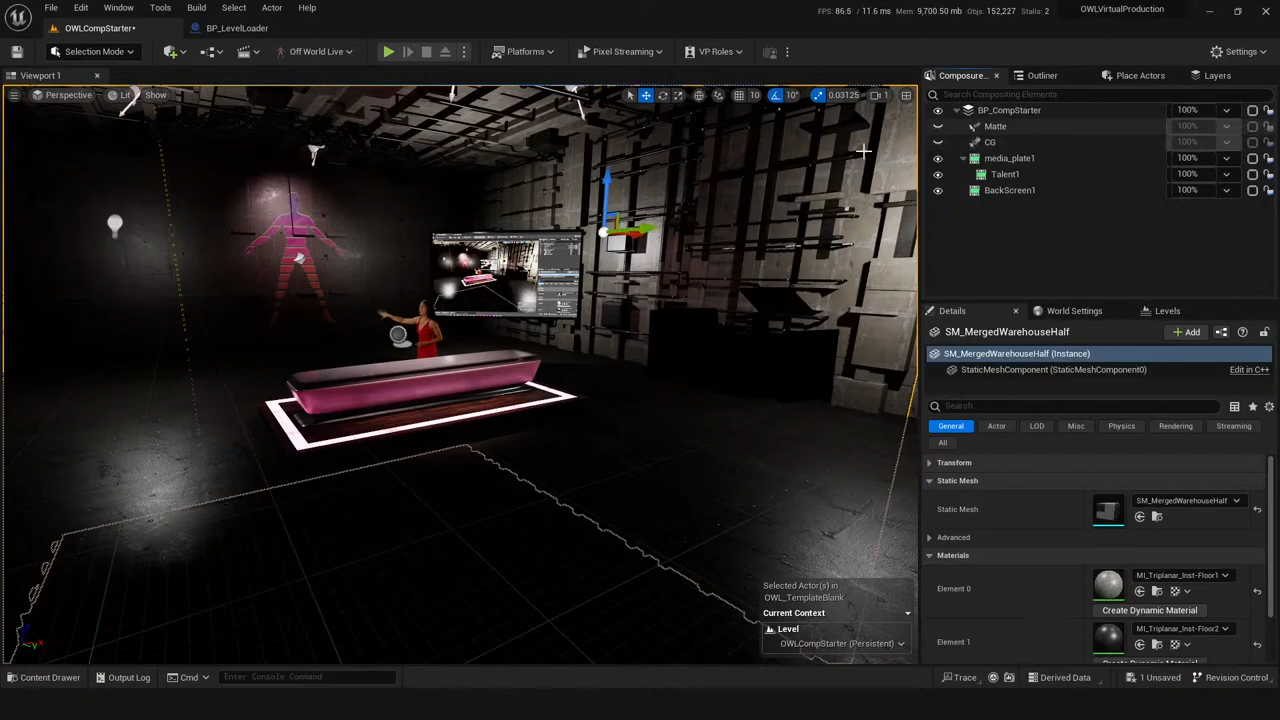 File Edit Window Tools Build Select Actor Help
FPS: 86.5 / 11.6 ms Mem: 9,700.50 mb Objs: 152,227 Stalls: 2 OWLVirtualProduction
OWLCompStarter* BP_LevelLoader
Selection Mode Off World Live Platforms Pixel Streaming VP Roles Settings
Viewport 1
Perspective Lit Show 10 10° 0.03125 1
Selected Actor(s) in
OWL_TemplateBlank
Current Context
Level
OWLCompStarter (Persistent)
Composure... Outliner Place Actors Layers
Search Compositing Elements
BP_CompStarter 100%
Matte 100%
CG 100%
media_plate1 100%
Talent1 100%
BackScreen1 100%
Details World Settings Levels
SM_MergedWarehouseHalf Add
SM_MergedWarehouseHalf (Instance)
StaticMeshComponent (StaticMeshComponent0) Edit in C++
Search
General Actor LOD Misc Physics Rendering Streaming
All
Transform
Static Mesh
Static Mesh SM_MergedWarehouseHalf
Advanced
Materials
Element 0 MI_Triplanar_Inst-Floor1
Create Dynamic Material
Element 1 MI_Triplanar_Inst-Floor2
Create Dynamic Material
Content Drawer Output Log Cmd Enter Console Command Trace Derived Data 1 Unsaved Revision Control